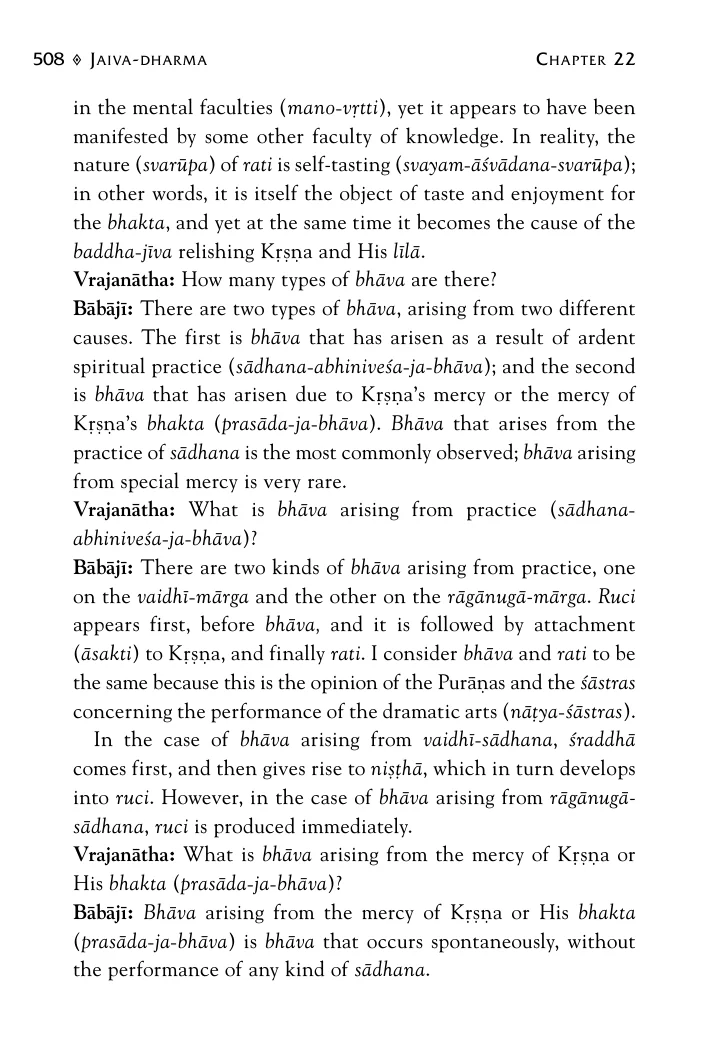 508 ◊ JAIVA-DHARMA CHAPTER 22
in the mental faculties (mano-vṛtti), yet it appears to have been
manifested by some other faculty of knowledge. In reality, the
nature (svarūpa) of rati is self-tasting (svayam-āśvādana-svarūpa);
in other words, it is itself the object of taste and enjoyment for
the bhakta, and yet at the same time it becomes the cause of the
baddha-jīva relishing Kṛṣṇa and His līlā.
Vrajanātha: How many types of bhāva are there?
Bābājī: There are two types of bhāva, arising from two different
causes. The first is bhāva that has arisen as a result of ardent
spiritual practice (sādhana-abhiniveśa-ja-bhāva); and the second
is bhāva that has arisen due to Kṛṣṇa's mercy or the mercy of
Kṛṣṇa's bhakta (prasāda-ja-bhāva). Bhāva that arises from the
practice of sādhana is the most commonly observed; bhāva arising
from special mercy is very rare.
Vrajanātha: What is bhāva arising from practice (sādhana-
abhiniveśa-ja-bhāva)?
Bābājī: There are two kinds of bhāva arising from practice, one
on the vaidhī-mārga and the other on the rāgānugā-mārga. Ruci
appears first, before bhāva, and it is followed by attachment
(āsakti) to Kṛṣṇa, and finally rati. I consider bhāva and rati to be
the same because this is the opinion of the Purāṇas and the śāstras
concerning the performance of the dramatic arts (nāṭya-śāstras).
In the case of bhāva arising from vaidhī-sādhana, śraddhā
comes first, and then gives rise to niṣṭhā, which in turn develops
into ruci. However, in the case of bhāva arising from rāgānugā-
sādhana, ruci is produced immediately.
Vrajanātha: What is bhāva arising from the mercy of Kṛṣṇa or
His bhakta (prasāda-ja-bhāva)?
Bābājī: Bhāva arising from the mercy of Kṛṣṇa or His bhakta
(prasāda-ja-bhāva) is bhāva that occurs spontaneously, without
the performance of any kind of sādhana.